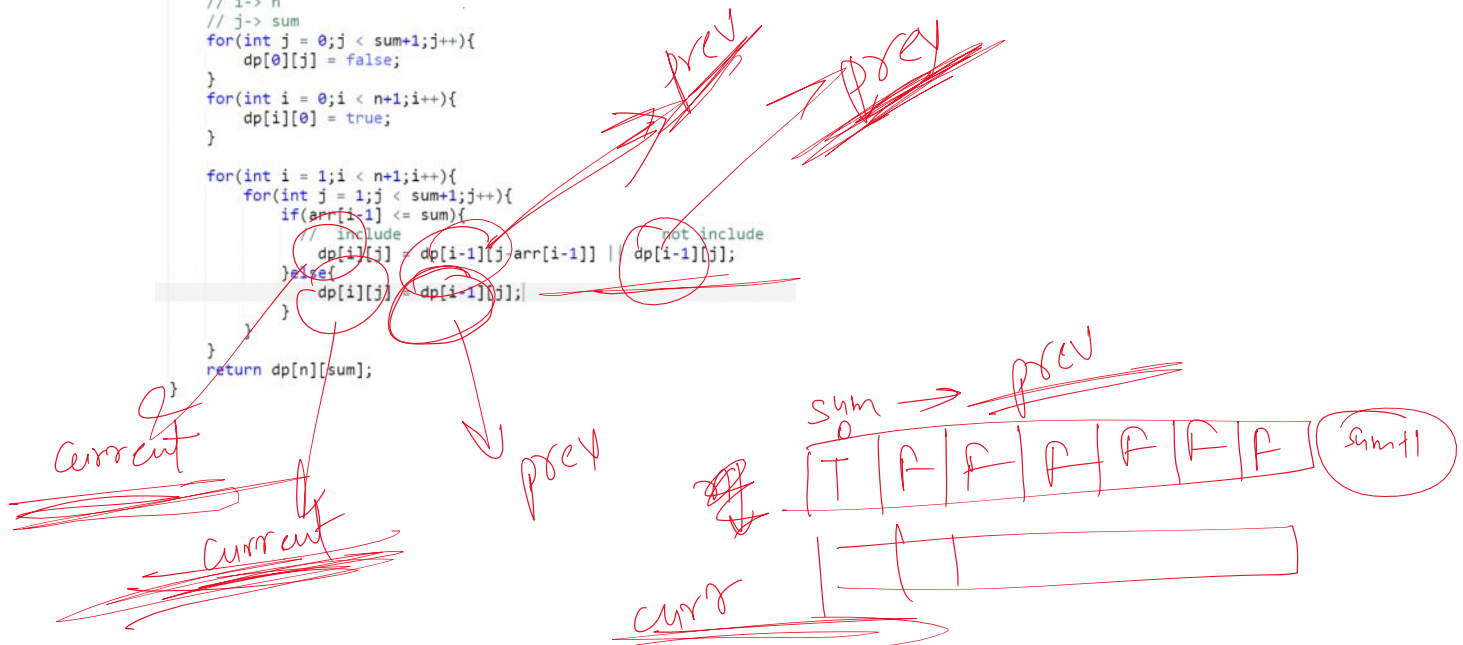 // i-> n
// j-> sum
for(int j = 0;j < sum+1;j++){
dp[0][j] = false;
}
for(int i = 0;i < n+1;i++){
dp[i][0] = true;
}
for(int i = 1;i < n+1;i++){
for(int j = 1;j < sum+1;j++){
if(arr[i-1] <= sum){
// include not include
dp[i][j] = dp[i-1][j-arr[i-1]] || dp[i-1][j];
}else{
dp[i][j] = dp[i-1][j];
}
}
}
return dp[n][sum];
}
prev
prev
current
current
prev
sum → prev
0
T F F F F F F sum+1
curr